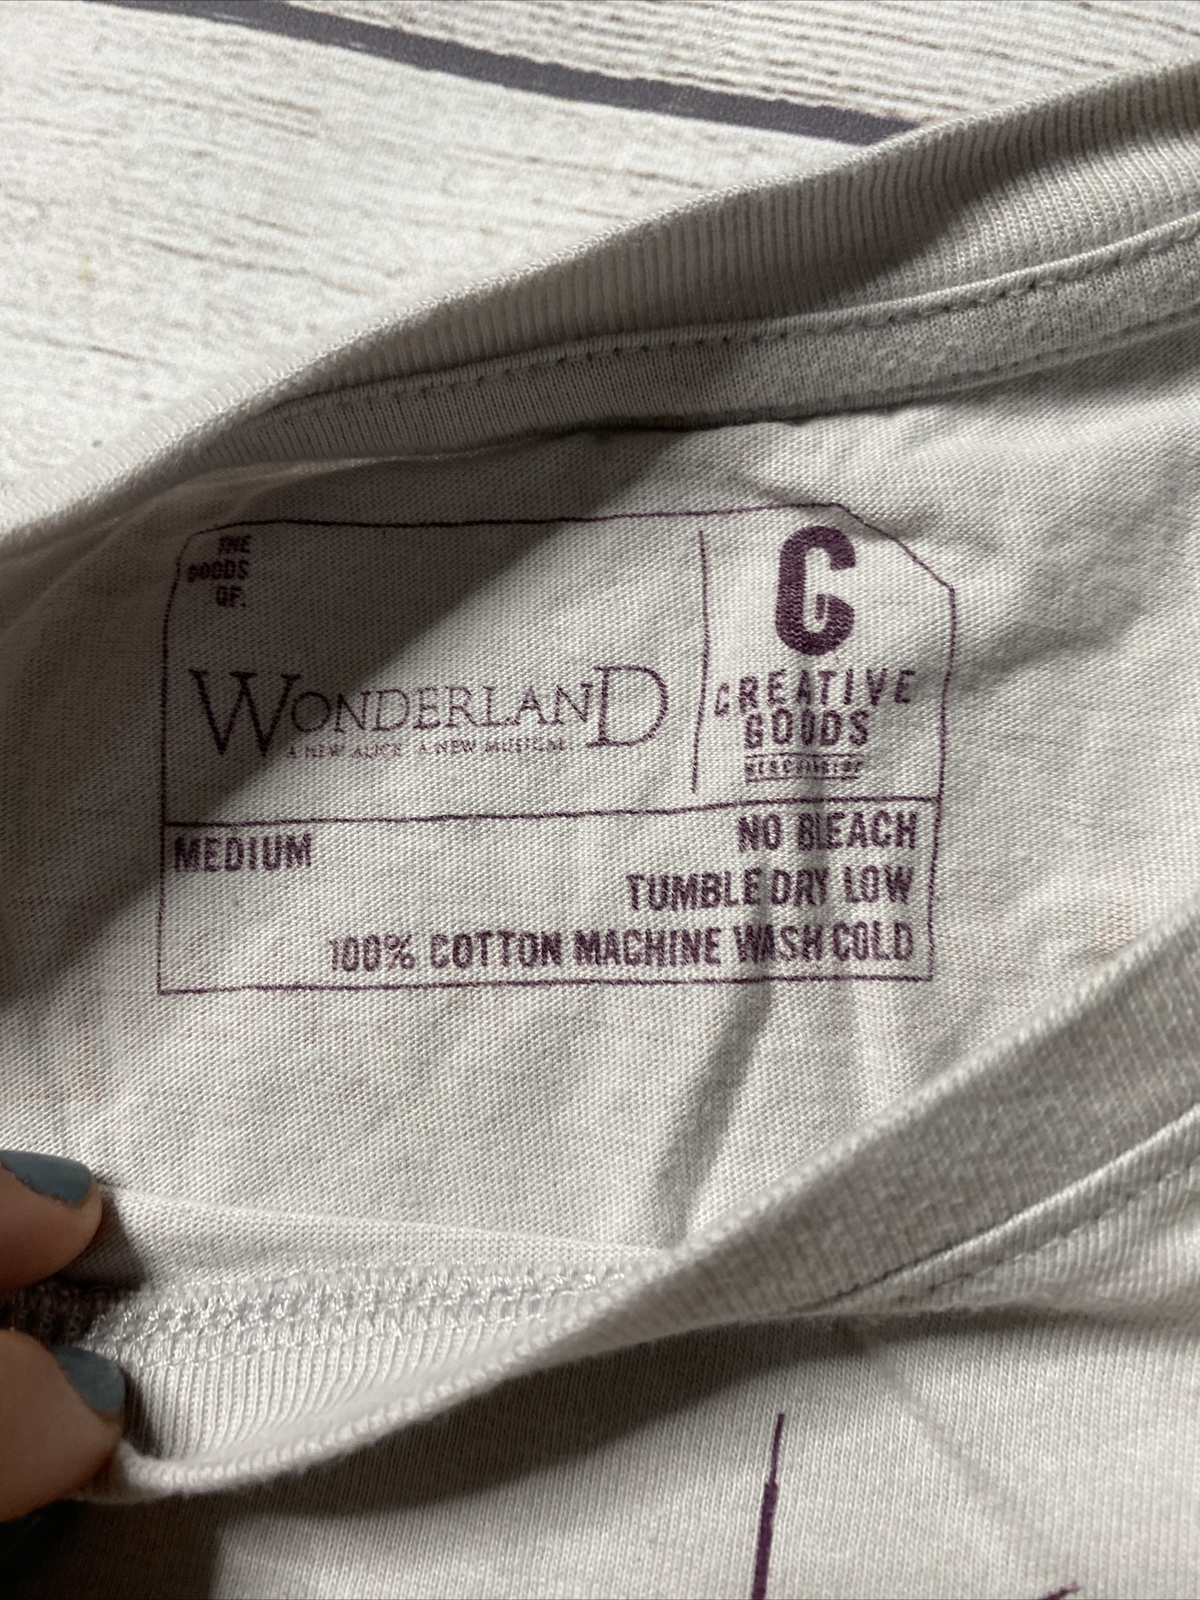 THE
GOODS
OF.
WONDERLAND
A NEW ALICE. A NEW MUSICAL.
C
CREATIVE
GOODS
MERCHANDISE
MEDIUM
NO BLEACH
TUMBLE DRY LOW
100% COTTON MACHINE WASH COLD